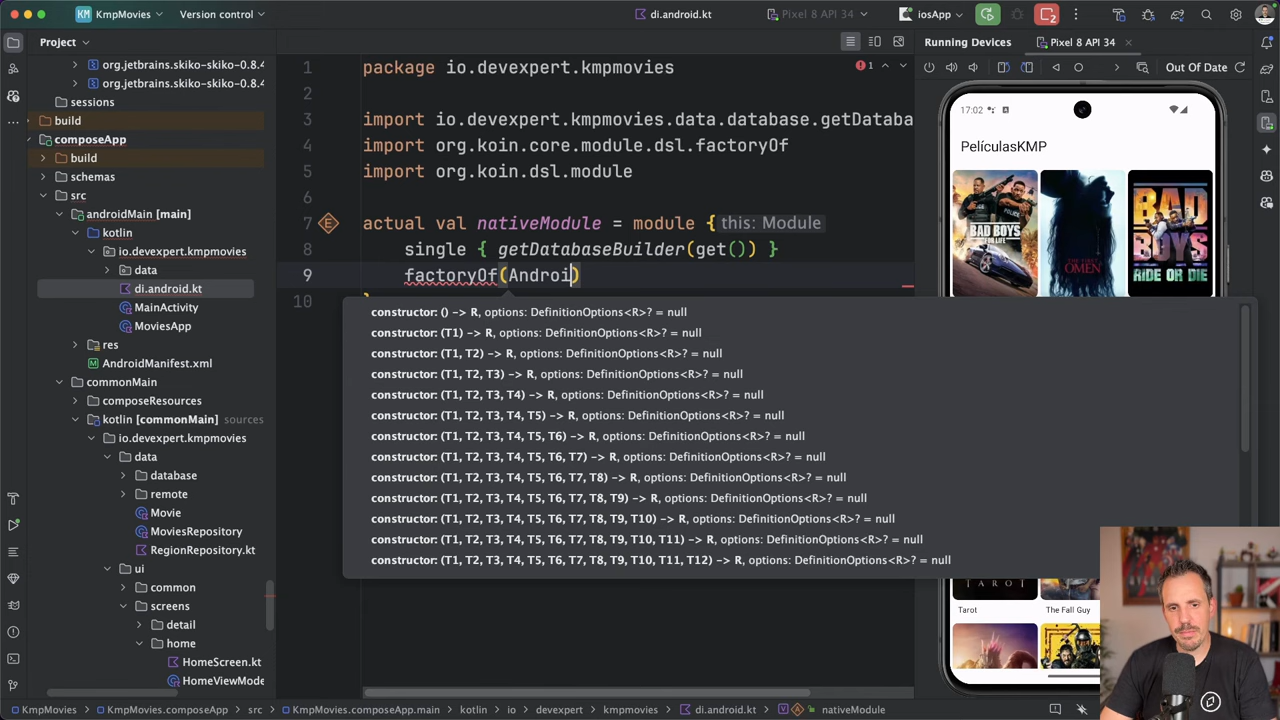 KM KmpMovies Version control di.android.kt Pixel 8 API 34 iosApp 2
Project
Running Devices Pixel 8 API 34
org.jetbrains.skiko-skiko-0.8.4
org.jetbrains.skiko-skiko-0.8.4
sessions
build
composeApp
build
schemas
src
androidMain [main]
kotlin
io.devexpert.kmpmovies
data
di.android.kt
MainActivity
MoviesApp
res
AndroidManifest.xml
commonMain
composeResources
kotlin [commonMain] sources
io.devexpert.kmpmovies
data
database
remote
Movie
MoviesRepository
RegionRepository.kt
ui
common
screens
detail
home
HomeScreen.kt
HomeViewMode
1 package io.devexpert.kmpmovies
1
2
3 import io.devexpert.kmpmovies.data.database.getDataba
4 import org.koin.core.module.dsl.factoryOf
5 import org.koin.dsl.module
6
7 actual val nativeModule = module { this: Module
8 single { getDatabaseBuilder(get()) }
9 factoryOf(Androi)
10 }
constructor: () -> R, options: DefinitionOptions<R>? = null
constructor: (T1) -> R, options: DefinitionOptions<R>? = null
constructor: (T1, T2) -> R, options: DefinitionOptions<R>? = null
constructor: (T1, T2, T3) -> R, options: DefinitionOptions<R>? = null
constructor: (T1, T2, T3, T4) -> R, options: DefinitionOptions<R>? = null
constructor: (T1, T2, T3, T4, T5) -> R, options: DefinitionOptions<R>? = null
constructor: (T1, T2, T3, T4, T5, T6) -> R, options: DefinitionOptions<R>? = null
constructor: (T1, T2, T3, T4, T5, T6, T7) -> R, options: DefinitionOptions<R>? = null
constructor: (T1, T2, T3, T4, T5, T6, T7, T8) -> R, options: DefinitionOptions<R>? = null
constructor: (T1, T2, T3, T4, T5, T6, T7, T8, T9) -> R, options: DefinitionOptions<R>? = null
constructor: (T1, T2, T3, T4, T5, T6, T7, T8, T9, T10) -> R, options: DefinitionOptions<R>? = null
constructor: (T1, T2, T3, T4, T5, T6, T7, T8, T9, T10, T11) -> R, options: DefinitionOptions<R>? = null
constructor: (T1, T2, T3, T4, T5, T6, T7, T8, T9, T10, T11, T12) -> R, options: DefinitionOptions<R>? = null
Out Of Date
17:02
PelículasKMP
BAD BOYS
OMEN
BAD
BOYS
RIDE OR DIE
TAROT
Tarot
The Fall Guy
KmpMovies KmpMovies.composeApp src KmpMovies.composeApp.main kotlin io devexpert kmpmovies di.android.kt nativeModule